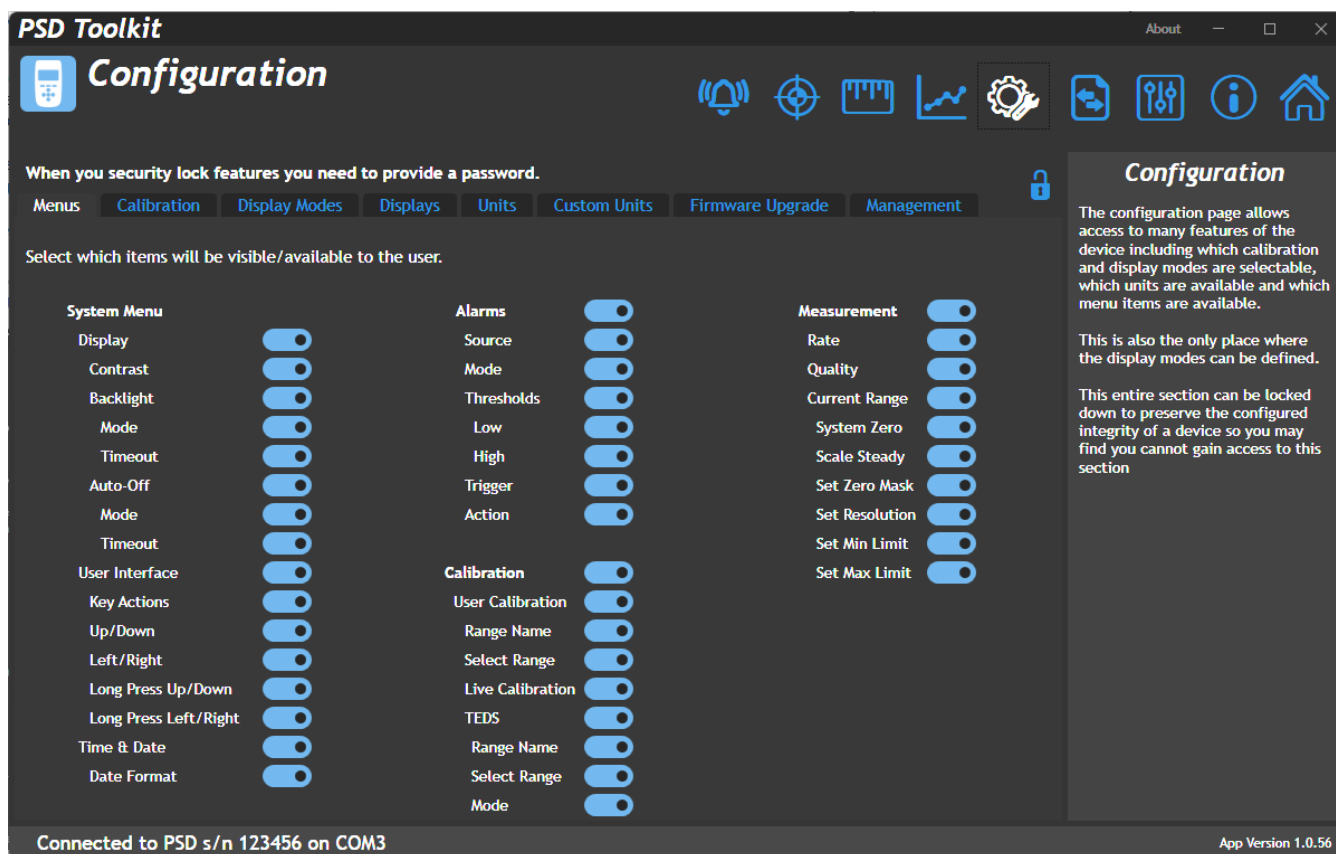 PSD Toolkit
About
Configuration
When you security lock features you need to provide a password.
Menus Calibration Display Modes Displays Units Custom Units Firmware Upgrade Management
Select which items will be visible/available to the user.
System Menu
Display
Contrast
Backlight
Mode
Timeout
Auto-Off
Mode
Timeout
User Interface
Key Actions
Up/Down
Left/Right
Long Press Up/Down
Long Press Left/Right
Time & Date
Date Format
Alarms
Source
Mode
Thresholds
Low
High
Trigger
Action
Calibration
User Calibration
Range Name
Select Range
Live Calibration
TEDS
Range Name
Select Range
Mode
Measurement
Rate
Quality
Current Range
System Zero
Scale Steady
Set Zero Mask
Set Resolution
Set Min Limit
Set Max Limit
Configuration
The configuration page allows
access to many features of the
device including which calibration
and display modes are selectable,
which units are available and which
menu items are available.
This is also the only place where
the display modes can be defined.
This entire section can be locked
down to preserve the configured
integrity of a device so you may
find you cannot gain access to this
section
Connected to PSD s/n 123456 on COM3
App Version 1.0.56